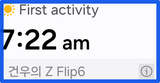 First activity
7:22 am
건우의 Z Flip6